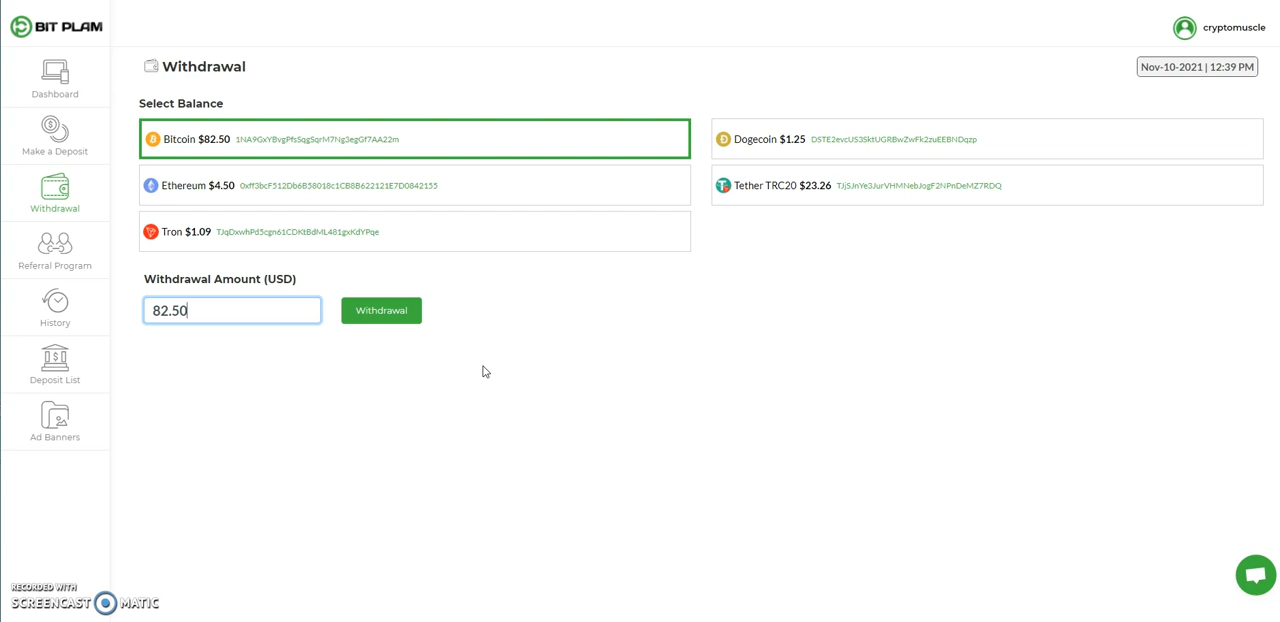 BIT PLAM
cryptomuscle
Withdrawal
Nov-10-2021 | 12:39 PM
Dashboard
Select Balance
Make a Deposit
Bitcoin $82.50 1NA9GxYBvgPfsSqgSqrM7Ng3egGf7AA22m
Dogecoin $1.25 DSTE2evcUS3SktUGRBwZwFk2zuEEBNDqzp
Ethereum $4.50 0xff3bcF512Db6B58018c1CB8B622121E7D0842155
Tether TRC20 $23.26 TJjSJnYe3JurVHMNebJogF2NPnDeMZ7RDQ
Withdrawal
Tron $1.09 TJqDxwhPd5cgn61CDKtBdML481gxKdYPqe
Referral Program
Withdrawal Amount (USD)
82.50
Withdrawal
History
Deposit List
Ad Banners
RECORDED WITH
SCREENCAST MATIC